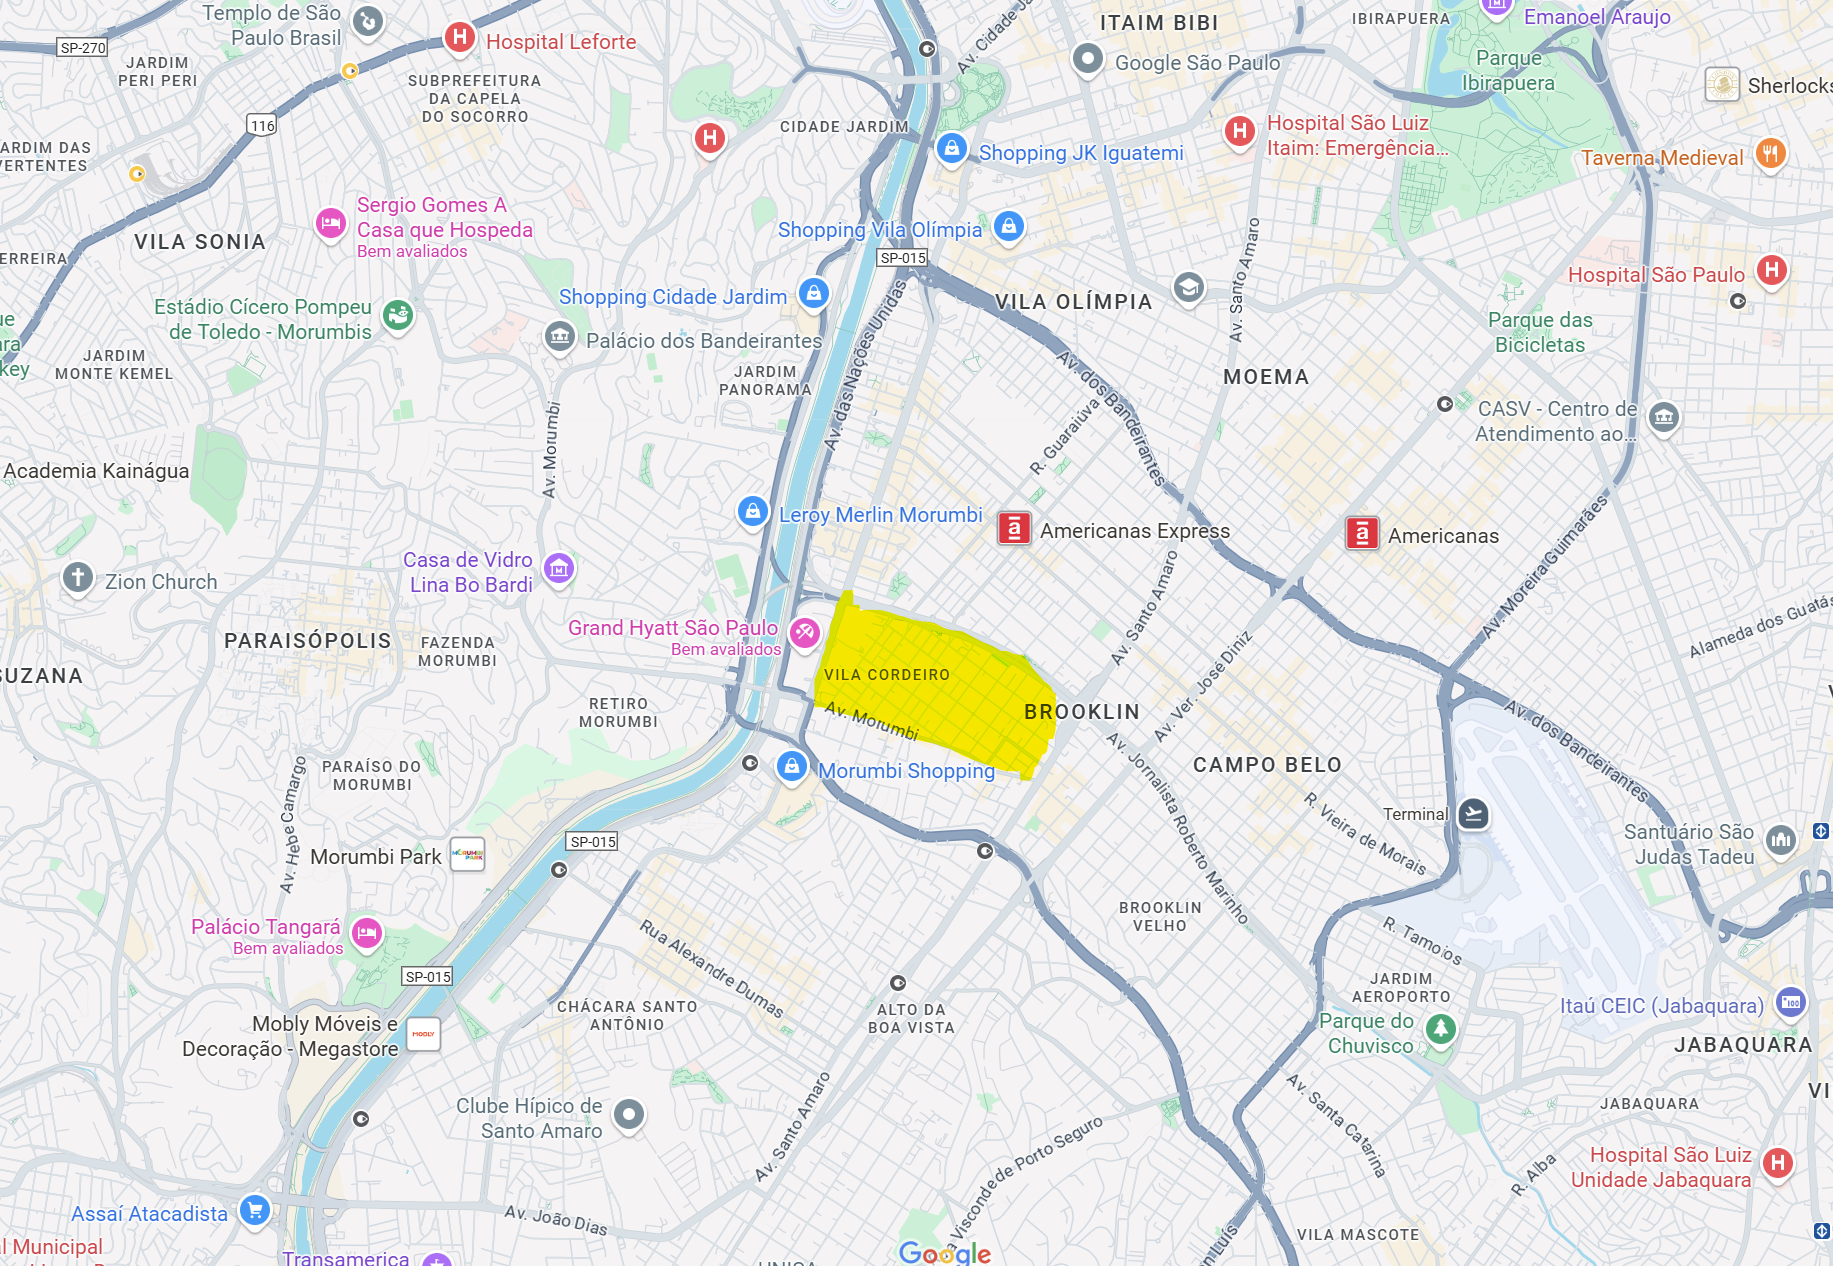 Templo de São
Paulo Brasil
SP-270
JARDIM
PERI PERI
Hospital Leforte
SUBPREFEITURA
DA CAPELA
DO SOCORRO
116
ARDIM DAS
VERTENTES
CIDADE JARDIM
Av. Cidade Ja
ITAIM BIBI
Google São Paulo
IBIRAPUERA
Emanoel Araujo
Parque
Ibirapuera
Sherlocks
Hospital São Luiz
Itaim: Emergência...
Shopping JK Iguatemi
Taverna Medieval
Sergio Gomes A
Casa que Hospeda
Bem avaliados
VILA SONIA
ERREIRA
Shopping Vila Olímpia
SP-015
Av. Santo Amaro
Hospital São Paulo
Estádio Cícero Pompeu
de Toledo - Morumbis
Shopping Cidade Jardim
Palácio dos Bandeirantes
VILA OLÍMPIA
Av. das Nações Unidas
Parque das
Bicicletas
ue
ara
key
JARDIM
MONTE KEMEL
JARDIM
PANORAMA
Av. dos Bandeirantes
MOEMA
R. Guaraiúva
CASV - Centro de
Atendimento ao...
Av. Morumbi
Academia Kainágua
Leroy Merlin Morumbi
Americanas Express
Americanas
Av. Moreira Guimarães
Zion Church
Casa de Vidro
Lina Bo Bardi
Av. Santo Amaro
Grand Hyatt São Paulo
Bem avaliados
PARAISÓPOLIS
FAZENDA
MORUMBI
Alameda dos Guatás
SUZANA
VILA CORDEIRO
Av. Ver. José Diniz
RETIRO
MORUMBI
Av. Morumbi
BROOKLIN
V
Av. dos Bandeirantes
PARAÍSO DO
MORUMBI
Morumbi Shopping
Av. Jornalista Roberto Marinho
CAMPO BELO
R. Vieira de Morais
Terminal
Av. Hebe Camargo
SP-015
Morumbi Park
MORUMBI
PARK
Santuário São
Judas Tadeu
Palácio Tangará
Bem avaliados
BROOKLIN
VELHO
R. Tamoios
SP-015
Rua Alexandre Dumas
JARDIM
AEROPORTO
CHÁCARA SANTO
ANTÔNIO
ALTO DA
BOA VISTA
Parque do
Chuvisco
Itaú CEIC (Jabaquara)
Mobly Móveis e
Decoração - Megastore
MOBLY
JABAQUARA
Clube Hípico de
Santo Amaro
Av. Santo Amaro
Av. Santa Catarina
JABAQUARA
VI
Visconde de Porto Seguro
Hospital São Luiz
Unidade Jabaquara
R. Alba
Assaí Atacadista
Av. João Dias
VILA MASCOTE
l Municipal
Transamerica
Google
n Luís